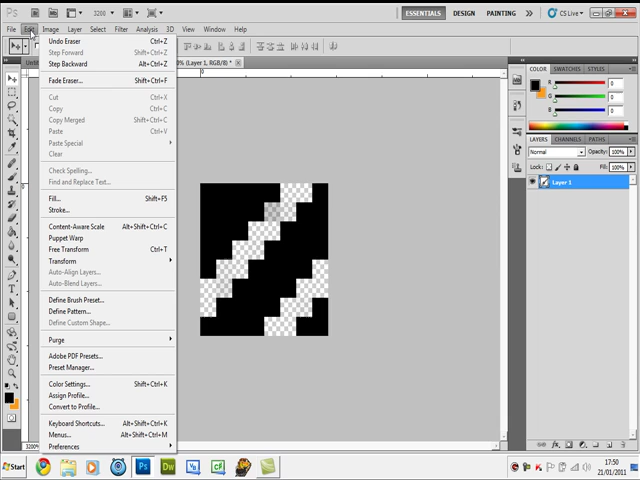 Ps 3200
ESSENTIALS DESIGN PAINTING >> CS Live
File Edit Image Layer Select Filter Analysis 3D View Window Help
0% (Layer 1, RGB/8) * ×
Undo Eraser Ctrl+Z
Step Forward Shift+Ctrl+Z
Step Backward Alt+Ctrl+Z
Fade Eraser... Shift+Ctrl+F
Cut Ctrl+X
Copy Ctrl+C
Copy Merged Shift+Ctrl+C
Paste Ctrl+V
Paste Special
Clear
Check Spelling...
Find and Replace Text...
Fill... Shift+F5
Stroke...
Content-Aware Scale Alt+Shift+Ctrl+C
Puppet Warp
Free Transform Ctrl+T
Transform
Auto-Align Layers...
Auto-Blend Layers...
Define Brush Preset...
Define Pattern...
Define Custom Shape...
Purge
Adobe PDF Presets...
Preset Manager...
Color Settings... Shift+Ctrl+K
Assign Profile...
Convert to Profile...
Keyboard Shortcuts... Alt+Shift+Ctrl+K
Menus... Alt+Shift+Ctrl+M
Preferences
COLOR SWATCHES STYLES
R 0
G 0
B 0
LAYERS CHANNELS PATHS
Normal Opacity: 100%
Lock: Fill: 100%
Layer 1
3200%
Start Ps Dw
17:50
21/01/2011